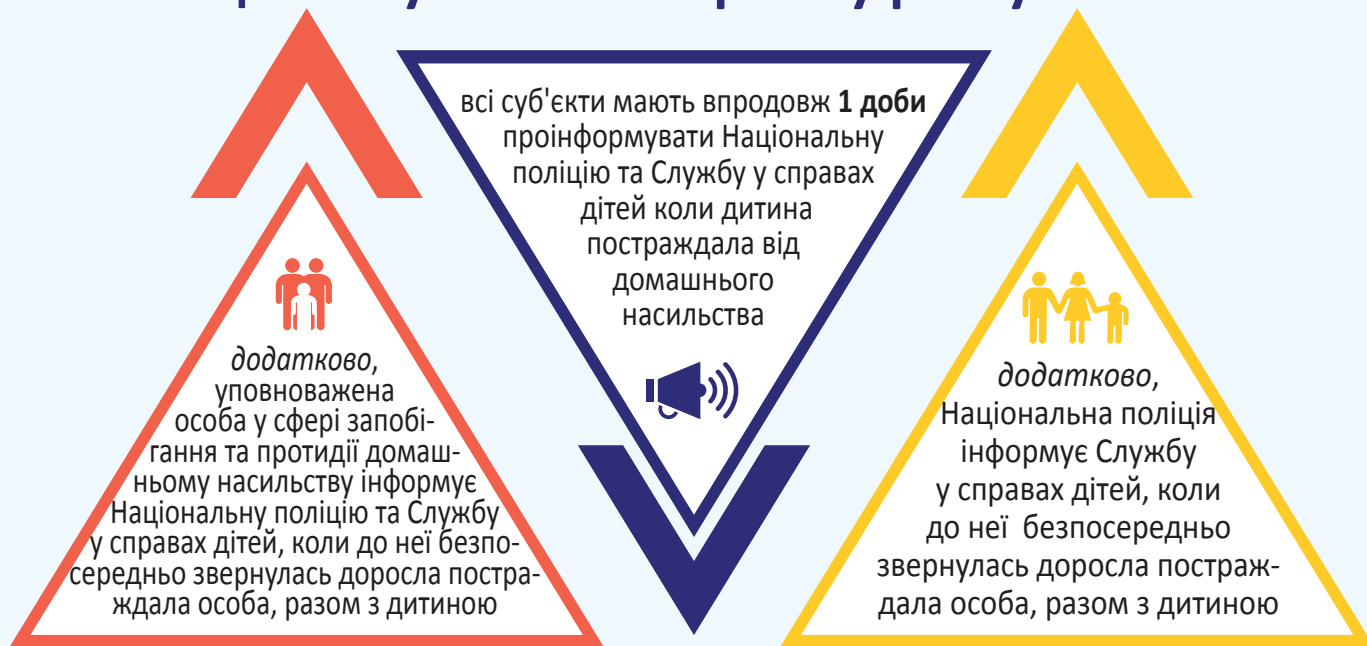 додатково,
уповноважена
особа у сфері запобі-
гання та протидії домаш-
ньому насильству інформує
Національну поліцію та Службу
у справах дітей, коли до неї безпо-
середньо звернулась доросла постра-
ждала особа, разом з дитиною
всі суб'єкти мають впродовж 1 доби
проінформувати Національну
поліцію та Службу у справах
дітей коли дитина
постраждала від
домашнього
насильства
додатково,
Національна поліція
інформує Службу
у справах дітей, коли
до неї безпосередньо
звернулась доросла постраж-
дала особа, разом з дитиною